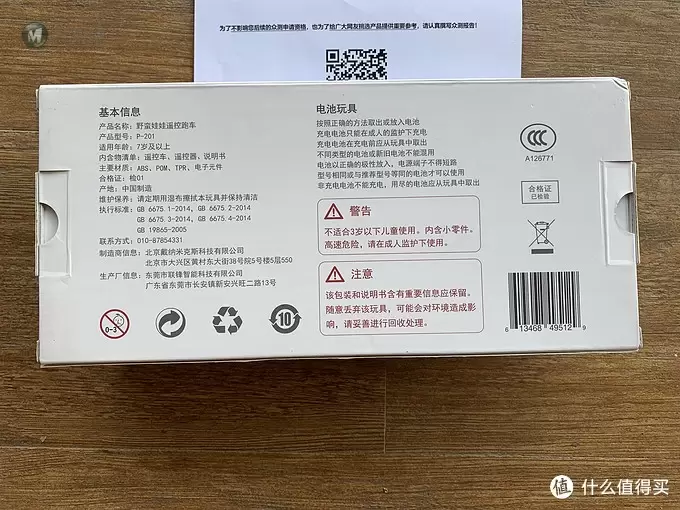 M
为了不影响您后续的众测申请资格，也为了给广大网友挑选产品提供重要参考，请认真撰写众测报告！
基本信息
产品名称：野蛮娃娃遥控跑车
产品型号：P-201
适用年龄：7岁及以上
内含物清单：遥控车、遥控器、说明书
主要材质：ABS、POM、TPR、电子元件
合格证：检01
产地：中国制造
维护保养：请定期用湿布擦拭本玩具并保持清洁
执行标准：GB 6675.1-2014, GB 6675.2-2014
GB 6675.3-2014, GB 6675.4-2014
GB 19865-2005
联系方式：010-87854331
制造商信息：北京戴纳米克斯科技有限公司
北京市大兴区黄村东大街38号院5号楼5层550
生产厂信息：东莞市联锋智能科技有限公司
广东省东莞市长安镇新安兴旺二路13号
0-3
10
电池玩具
按照正确的方法取出或放入电池
充电电池只能在成人的监护下充电
充电电池在充电前应从玩具中取出
不同类型的电池或新旧电池不能混用
电池以正确的极性放入，电源端子不得短路
型号相同或与推荐型号等同的电池才可以使用
非充电电池不能充电，用尽的电池应从玩具中取出
警告
不适合3岁以下儿童使用。内含小零件。
高速危险，请在成人监护下使用。
注意
该包装和说明书含有重要信息应保留。
随意丢弃该玩具，可能会对环境造成影
响，请妥善进行回收处理。
CCC
A126771
合格证
已检验
6 13468 49512 9
值 什么值得买